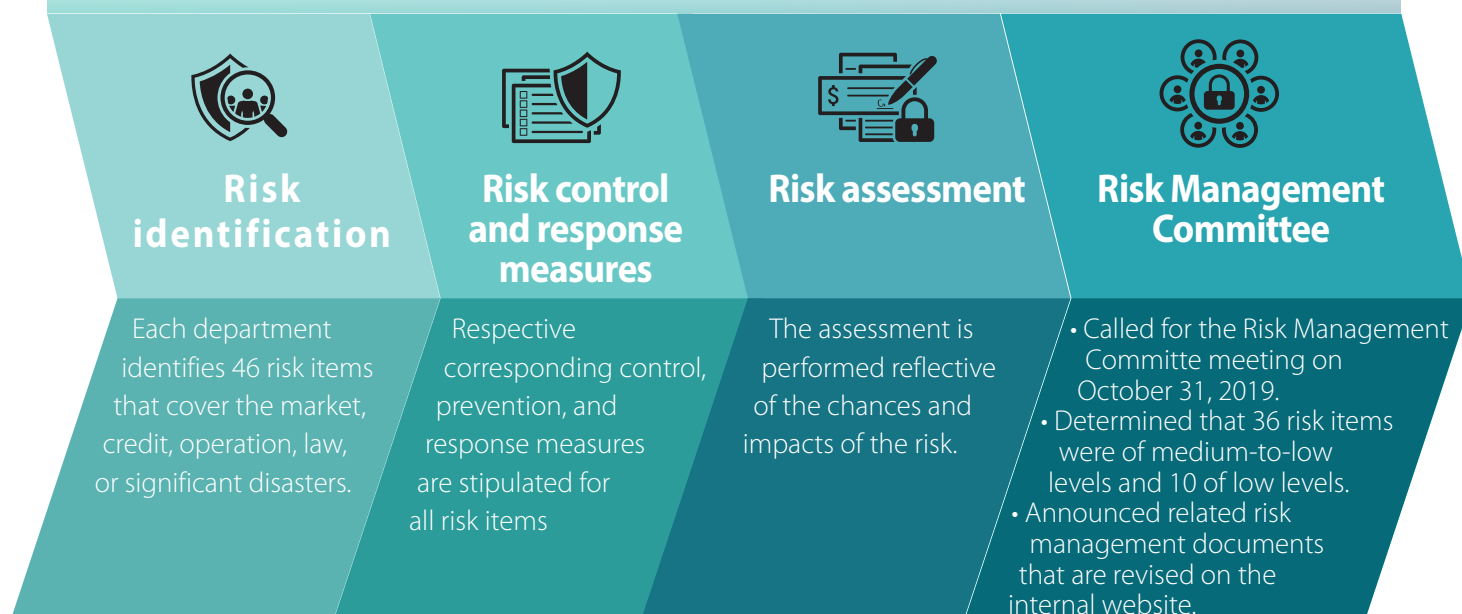 Risk
identification
Each department
identifies 46 risk items
that cover the market,
credit, operation, law,
or significant disasters.
Risk control
and response
measures
Respective
corresponding control,
prevention, and
response measures
are stipulated for
all risk items
$
Risk assessment
The assessment is
performed reflective
of the chances and
impacts of the risk.
Risk Management
Committee
• Called for the Risk Management
Committe meeting on
October 31, 2019.
• Determined that 36 risk items
were of medium-to-low
levels and 10 of low levels.
• Announced related risk
management documents
that are revised on the
internal website.